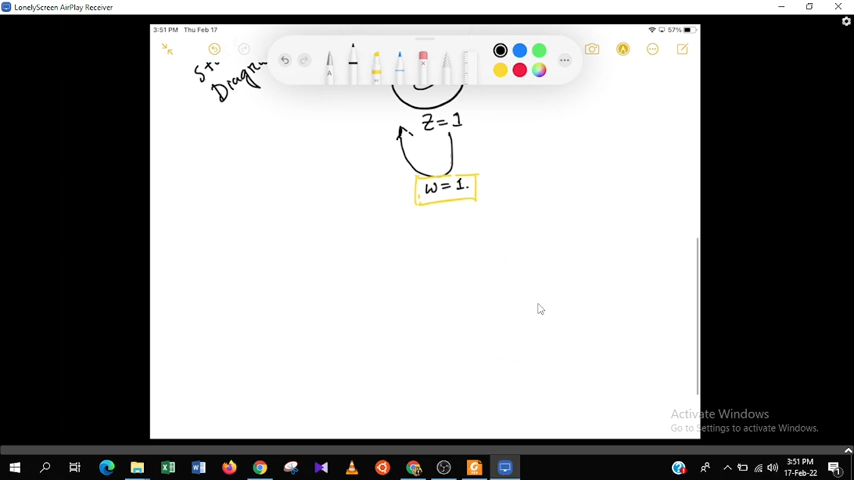 LonelyScreen AirPlay Receiver
3:51 PM Thu Feb 17
57%
Diagra
Z=1
w=1.
Activate Windows
Go to Settings to activate Windows.
3:51 PM
17-Feb-22